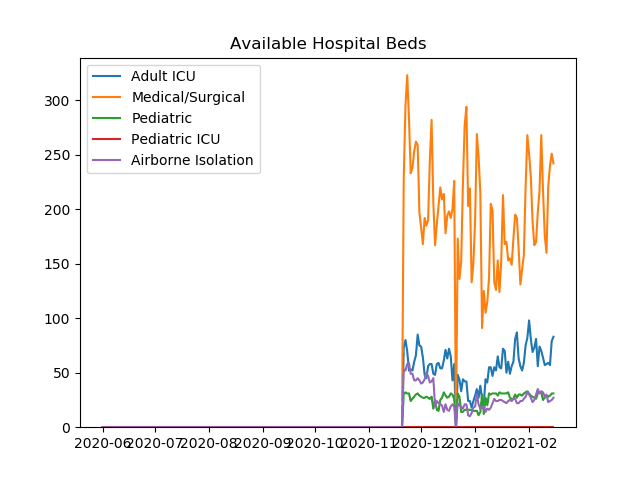 Available Hospital Beds
Adult ICU
Medical/Surgical
Pediatric
Pediatric ICU
Airborne Isolation
300
250
200
150
100
50
0
2020-06 2020-07 2020-08 2020-09 2020-10 2020-11 2020-12 2021-01 2021-02